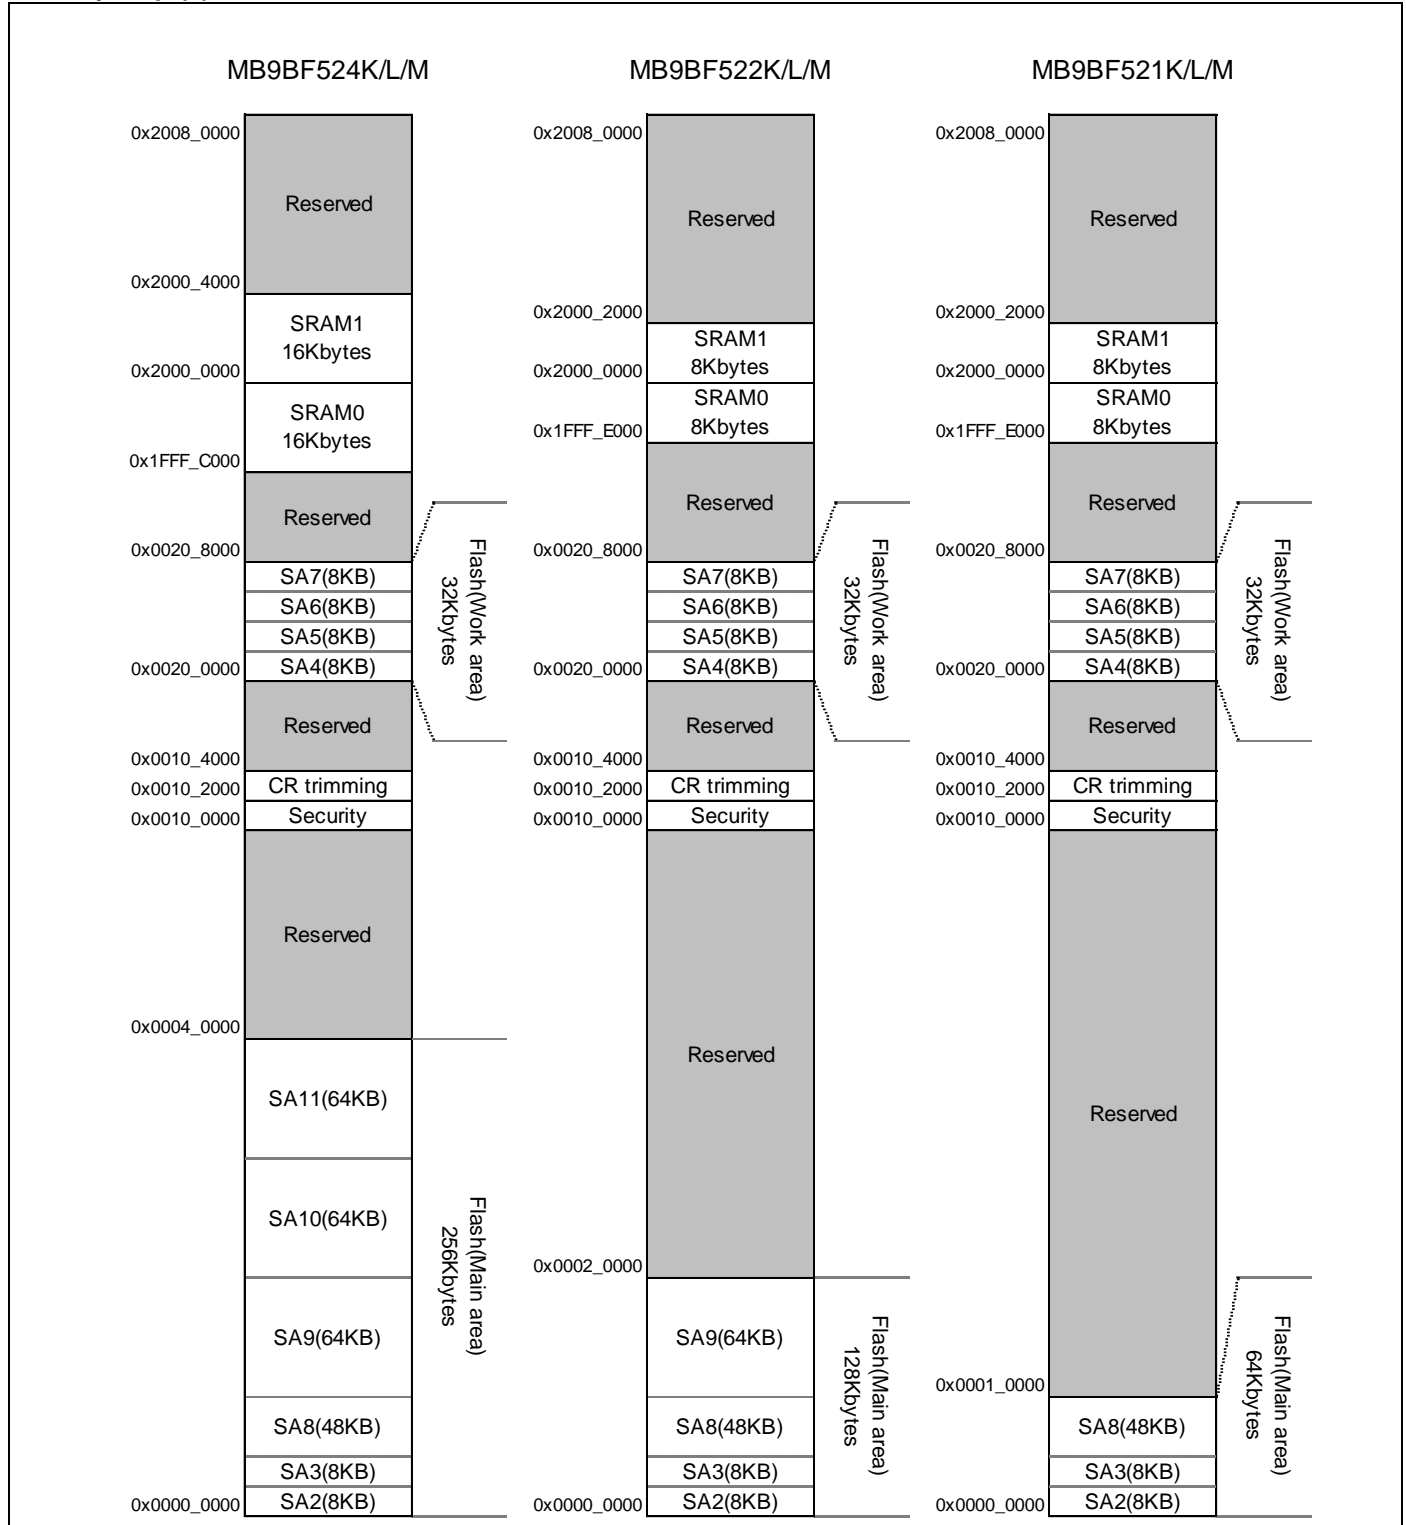 MB9BF524K/L/M
0x2008_0000
Reserved
0x2000_4000
SRAM1
16Kbytes
0x2000_0000
SRAM0
16Kbytes
0x1FFF_C000
Reserved
0x0020_8000
SA7(8KB)
SA6(8KB)
SA5(8KB)
SA4(8KB)
0x0020_0000
Flash(Work area)
32Kbytes
Reserved
0x0010_4000
CR trimming
0x0010_2000
Security
0x0010_0000
Reserved
0x0004_0000
SA11(64KB)
SA10(64KB)
SA9(64KB)
SA8(48KB)
SA3(8KB)
SA2(8KB)
0x0000_0000
Flash(Main area)
256Kbytes
MB9BF522K/L/M
0x2008_0000
Reserved
0x2000_2000
SRAM1
8Kbytes
0x2000_0000
SRAM0
8Kbytes
0x1FFF_E000
Reserved
0x0020_8000
SA7(8KB)
SA6(8KB)
SA5(8KB)
SA4(8KB)
0x0020_0000
Flash(Work area)
32Kbytes
Reserved
0x0010_4000
CR trimming
0x0010_2000
Security
0x0010_0000
Reserved
0x0002_0000
SA9(64KB)
SA8(48KB)
SA3(8KB)
SA2(8KB)
0x0000_0000
Flash(Main area)
128Kbytes
MB9BF521K/L/M
0x2008_0000
Reserved
0x2000_2000
SRAM1
8Kbytes
0x2000_0000
SRAM0
8Kbytes
0x1FFF_E000
Reserved
0x0020_8000
SA7(8KB)
SA6(8KB)
SA5(8KB)
SA4(8KB)
0x0020_0000
Flash(Work area)
32Kbytes
Reserved
0x0010_4000
CR trimming
0x0010_2000
Security
0x0010_0000
Reserved
0x0001_0000
SA8(48KB)
SA3(8KB)
SA2(8KB)
0x0000_0000
Flash(Main area)
64Kbytes